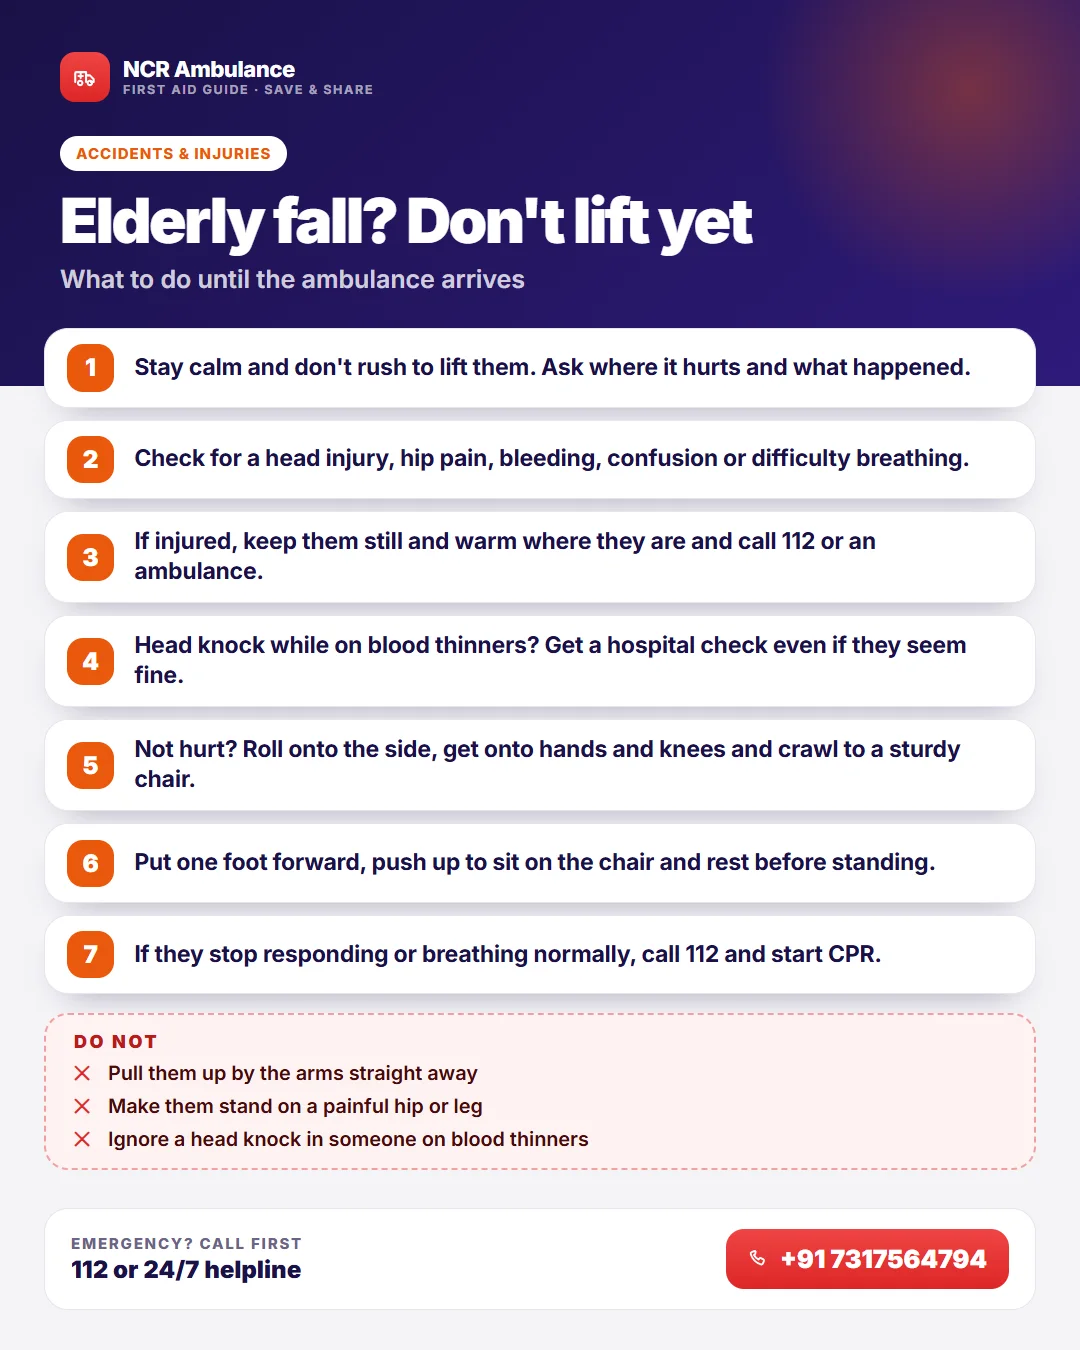 NCR Ambulance
FIRST AID GUIDE · SAVE & SHARE
ACCIDENTS & INJURIES
Elderly fall? Don't lift yet
What to do until the ambulance arrives
1 Stay calm and don't rush to lift them. Ask where it hurts and what happened.
2 Check for a head injury, hip pain, bleeding, confusion or difficulty breathing.
3 If injured, keep them still and warm where they are and call 112 or an
ambulance.
4 Head knock while on blood thinners? Get a hospital check even if they seem
fine.
5 Not hurt? Roll onto the side, get onto hands and knees and crawl to a sturdy
chair.
6 Put one foot forward, push up to sit on the chair and rest before standing.
7 If they stop responding or breathing normally, call 112 and start CPR.
DO NOT
Pull them up by the arms straight away
Make them stand on a painful hip or leg
Ignore a head knock in someone on blood thinners
EMERGENCY? CALL FIRST
112 or 24/7 helpline
+91 7317564794